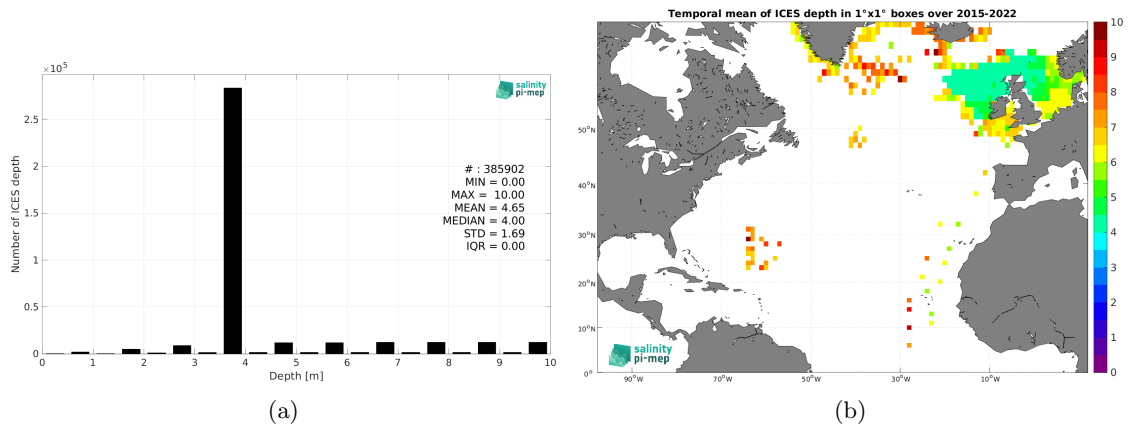 ×10⁵
2.5
2
1.5
1
0.5
0
Number of ICES depth
salinity
pi-mep
# : 385902
MIN = 0.00
MAX = 10.00
MEAN = 4.65
MEDIAN = 4.00
STD = 1.69
IQR = 0.00
0 1 2 3 4 5 6 7 8 9 10
Depth [m]
(a)
Temporal mean of ICES depth in 1°x1° boxes over 2015-2022
50°N
40°N
30°N
20°N
10°N
0°
90°W 70°W 50°W 30°W 10°W
salinity
pi-mep
10
9
8
7
6
5
4
3
2
1
0
(b)